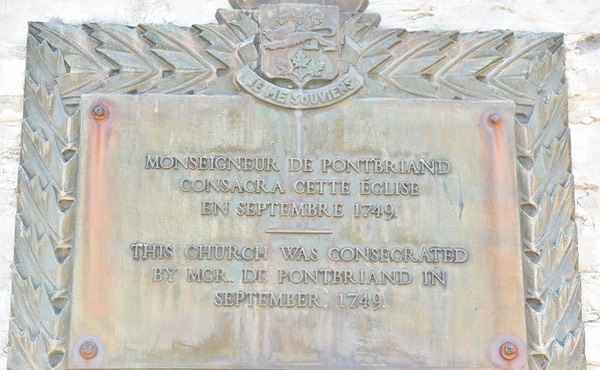 JE ME SOUVIENS
MONSEIGNEUR DE PONTBRIAND
CONSACRA CETTE ÉGLISE
EN SEPTEMBRE 1749.
THIS CHURCH WAS CONSECRATED
BY MGR. DE PONTBRIAND IN
SEPTEMBER. 1749.